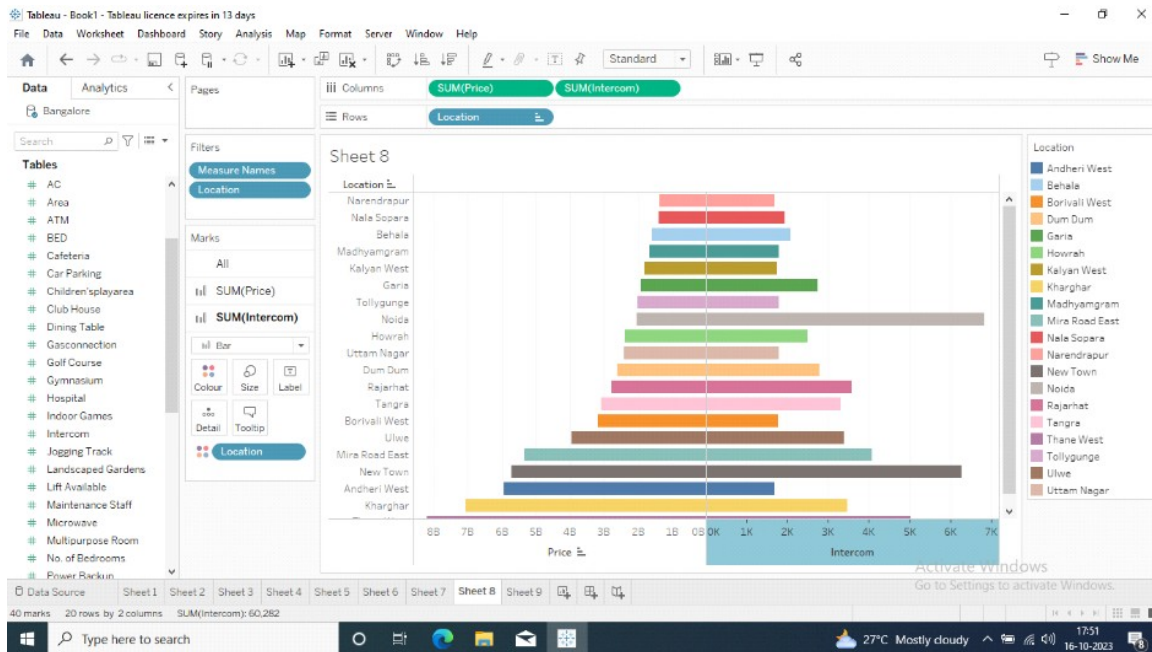 Tableau - Book1 - Tableau licence expires in 13 days
File Data Worksheet Dashboard Story Analysis Map Format Server Window Help
Standard
Show Me
Data Analytics
Bangalore
Search
Tables
# AC
# Area
# ATM
# BED
# Cafeteria
# Car Parking
# Children'splayarea
# Club House
# Dining Table
# Gasconnection
# Golf Course
# Gymnasium
# Hospital
# Indoor Games
# Intercom
# Jogging Track
# Landscaped Gardens
# Lift Available
# Maintenance Staff
# Microwave
# Multipurpose Room
# No. of Bedrooms
# Power Backup
Pages
Filters
Measure Names
Location
Marks
All
SUM(Price)
SUM(Intercom)
Bar
Colour Size Label
Detail Tooltip
Location
Columns SUM(Price) SUM(Intercom)
Rows Location
Sheet 8
Location
Narendrapur
Nala Sopara
Behala
Madhyamgram
Kalyan West
Garia
Tollygunge
Noida
Howrah
Uttam Nagar
Dum Dum
Rajarhat
Tangra
Borivali West
Ulwe
Mira Road East
New Town
Andheri West
Kharghar
8B 7B 6B 5B 4B 3B 2B 1B 0B 0K 1K 2K 3K 4K 5K 6K 7K
Price Intercom
Location
Andheri West
Behala
Borivali West
Dum Dum
Garia
Howrah
Kalyan West
Kharghar
Madhyamgram
Mira Road East
Nala Sopara
Narendrapur
New Town
Noida
Rajarhat
Tangra
Thane West
Tollygunge
Ulwe
Uttam Nagar
Activate Windows
Go to Settings to activate Windows.
Data Source Sheet 1 Sheet 2 Sheet 3 Sheet 4 Sheet 5 Sheet 6 Sheet 7 Sheet 8 Sheet 9
40 marks 20 rows by 2 columns SUM(Intercom): 60,282
Type here to search
27°C Mostly cloudy
17:51
16-10-2023